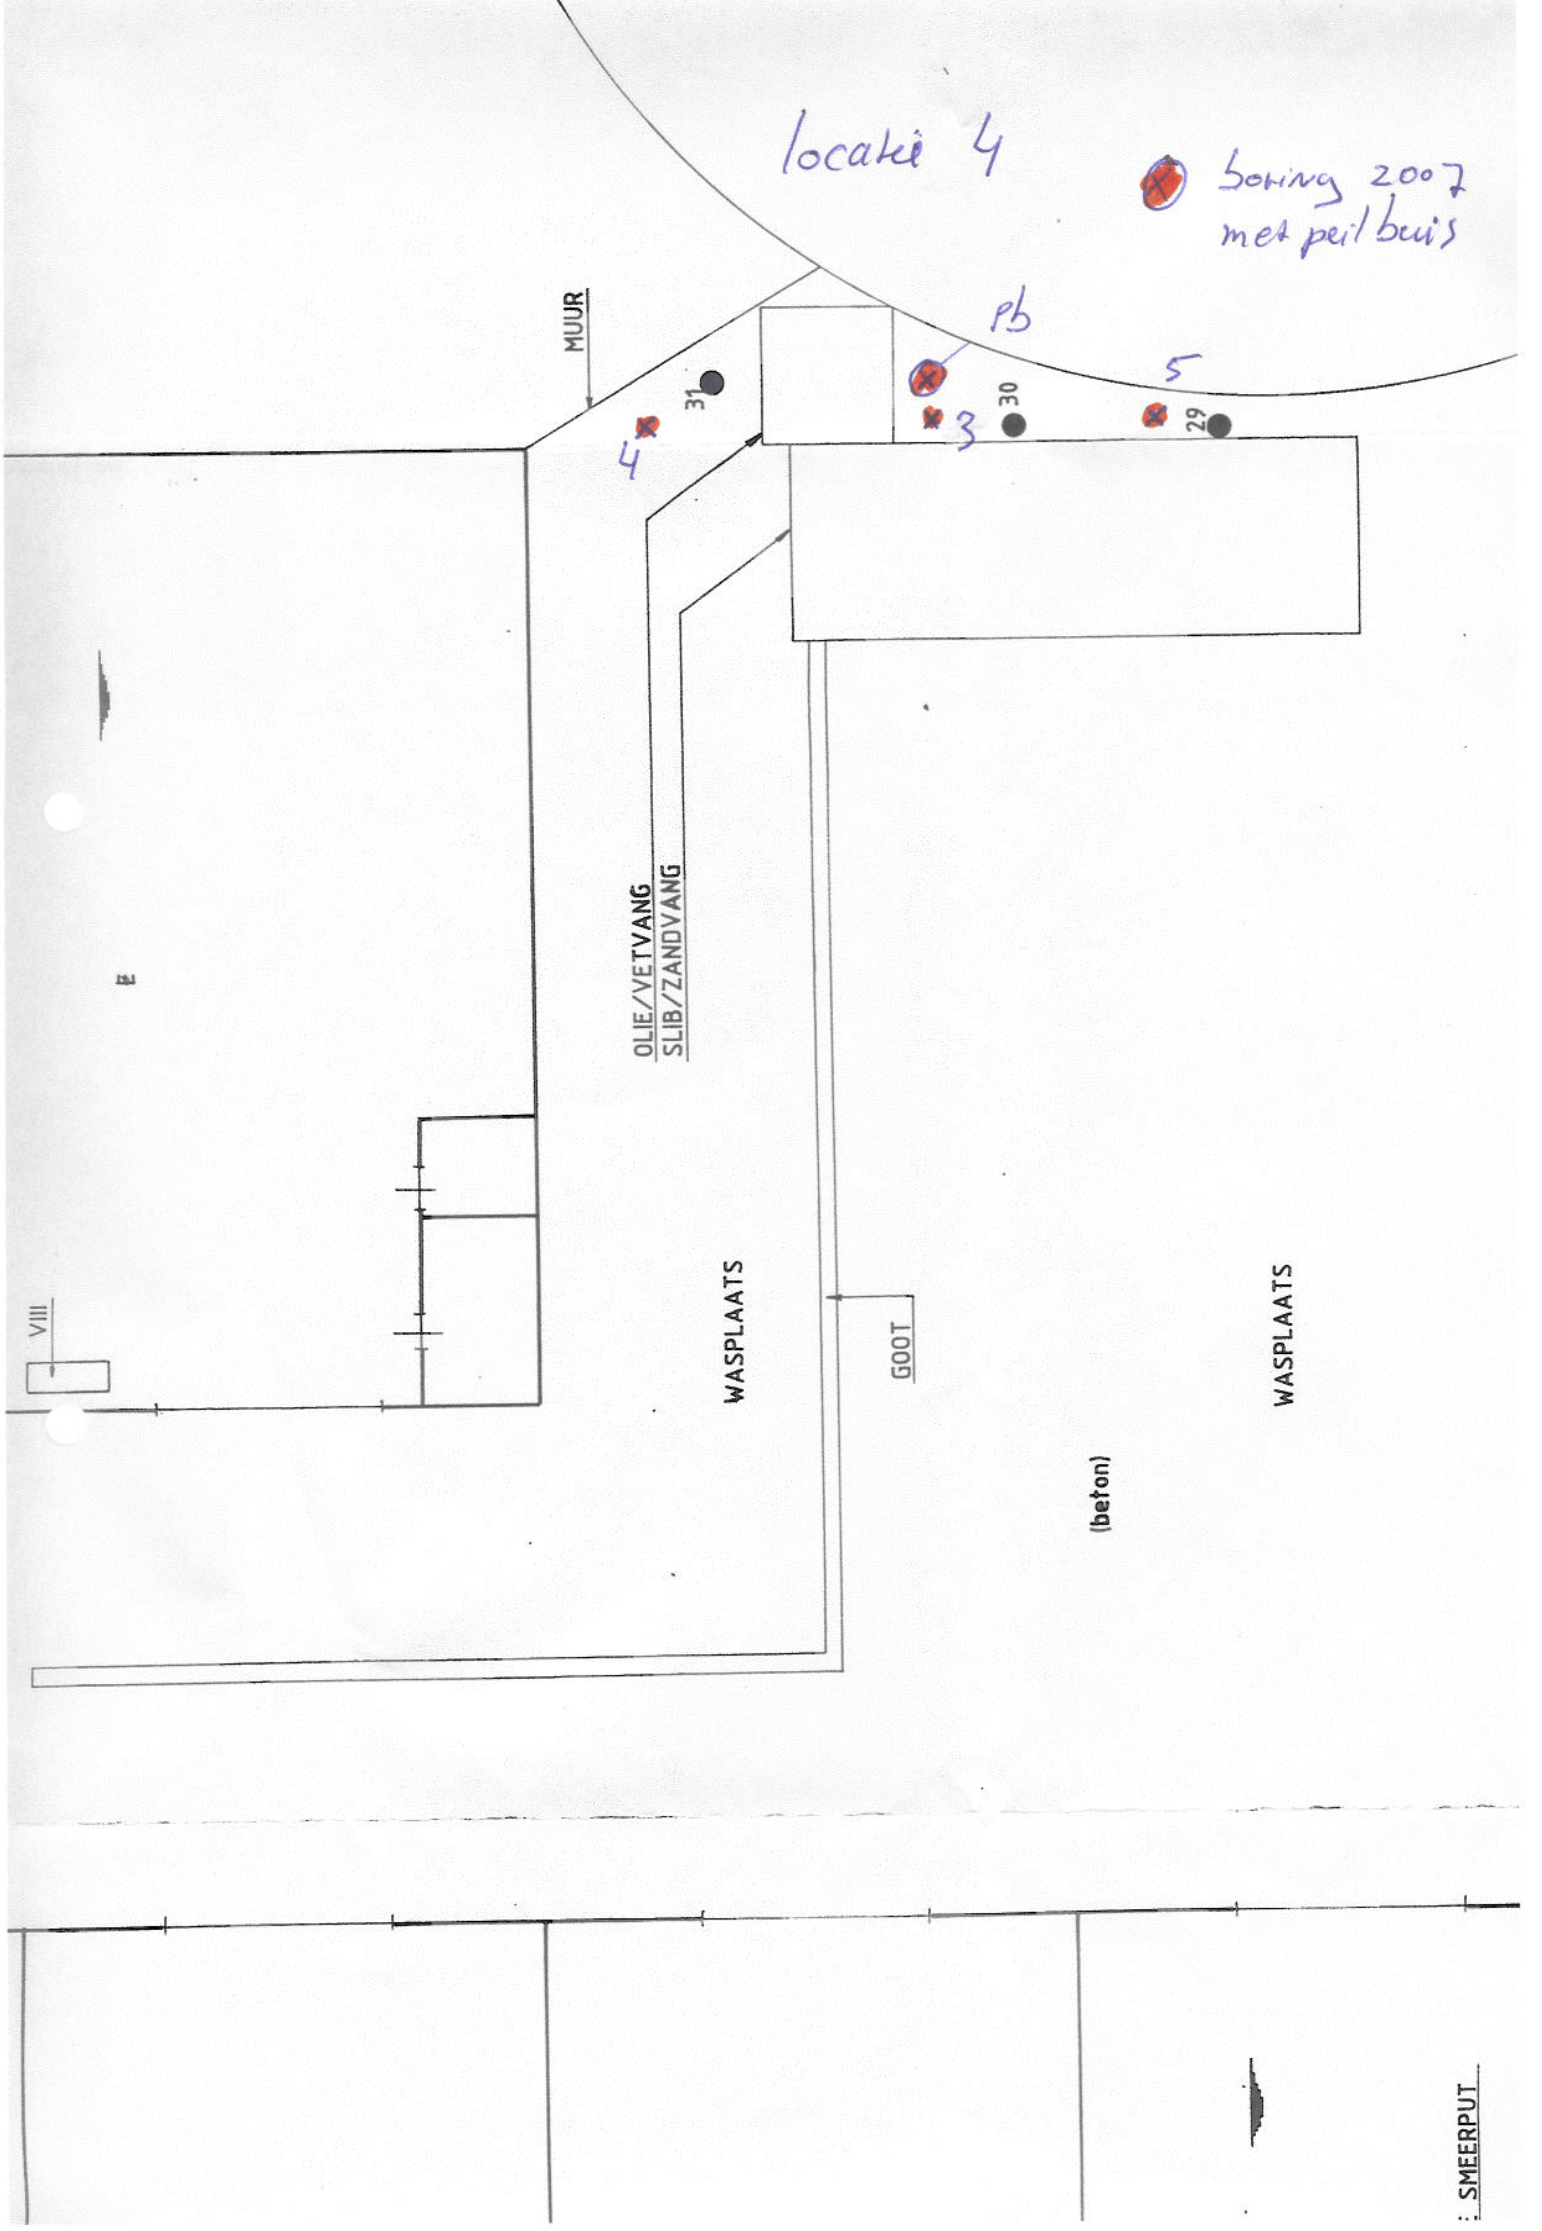 locatie 4
boring 2007
met peilbuis
MUUR
Pb
5
31
30
29
4
3
OLIE/VETVANG
SLIB/ZANDVANG
VIII
WASPLAATS
GOOT
WASPLAATS
(beton)
: SMEERPUT